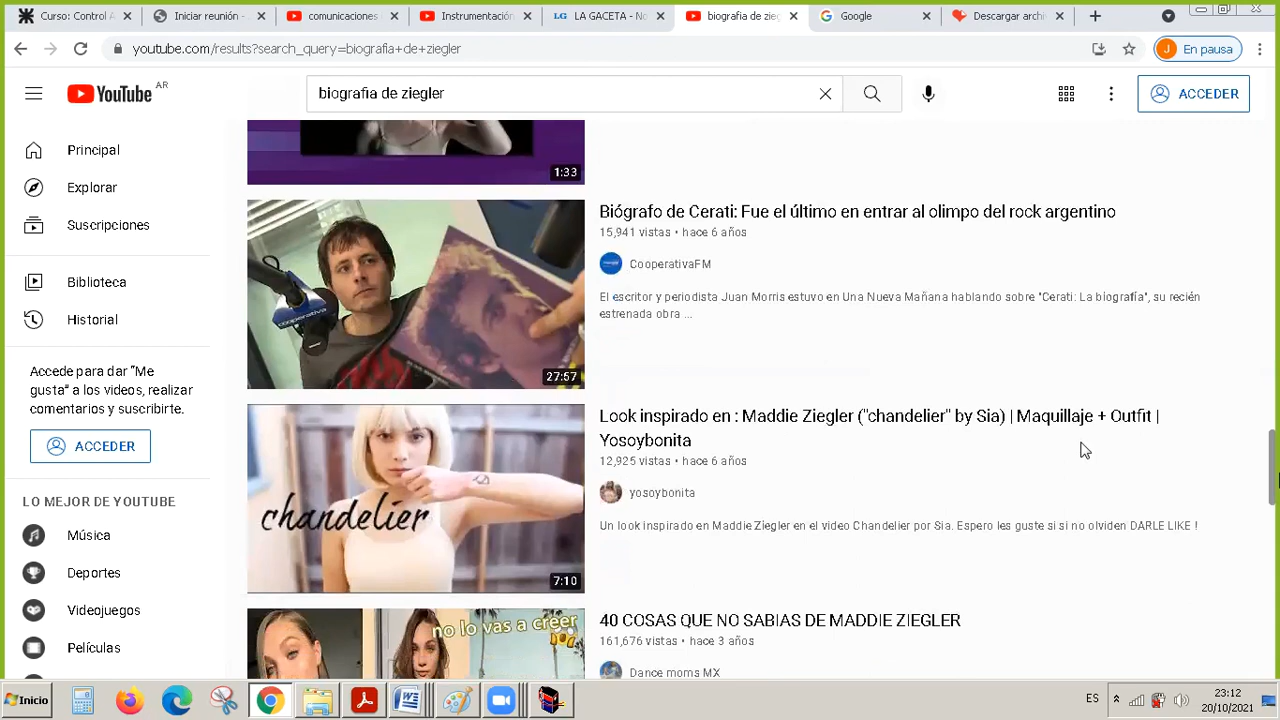 Curso: Control A
Iniciar reunión -
comunicaciones
Instrumentación
LG LA GACETA - No
biografia de zieg
Google
Descargar archi
youtube.com/results?search_query=biografia+de+ziegler
J En pausa
YouTube AR
biografia de ziegler
ACCEDER
Principal
Explorar
Suscripciones
Biblioteca
Historial
Accede para dar "Me
gusta" a los videos, realizar
comentarios y suscribirte.
ACCEDER
LO MEJOR DE YOUTUBE
Música
Deportes
Videojuegos
Películas
1:33
Biógrafo de Cerati: Fue el último en entrar al olimpo del rock argentino
15,941 vistas • hace 6 años
CooperativaFM
El escritor y periodista Juan Morris estuvo en Una Nueva Mañana hablando sobre "Cerati: La biografía", su recién
estrenada obra ...
cooperativa
27:57
Look inspirado en : Maddie Ziegler ("chandelier" by Sia) | Maquillaje + Outfit |
Yosoybonita
12,925 vistas • hace 6 años
yosoybonita
Un look inspirado en Maddie Ziegler en el video Chandelier por Sia. Espero les guste si si no olviden DARLE LIKE !
chandelier
7:10
no lo vas a creer
40 COSAS QUE NO SABIAS DE MADDIE ZIEGLER
161,676 vistas • hace 3 años
Dance moms MX
Inicio
ES
23:12
20/10/2021